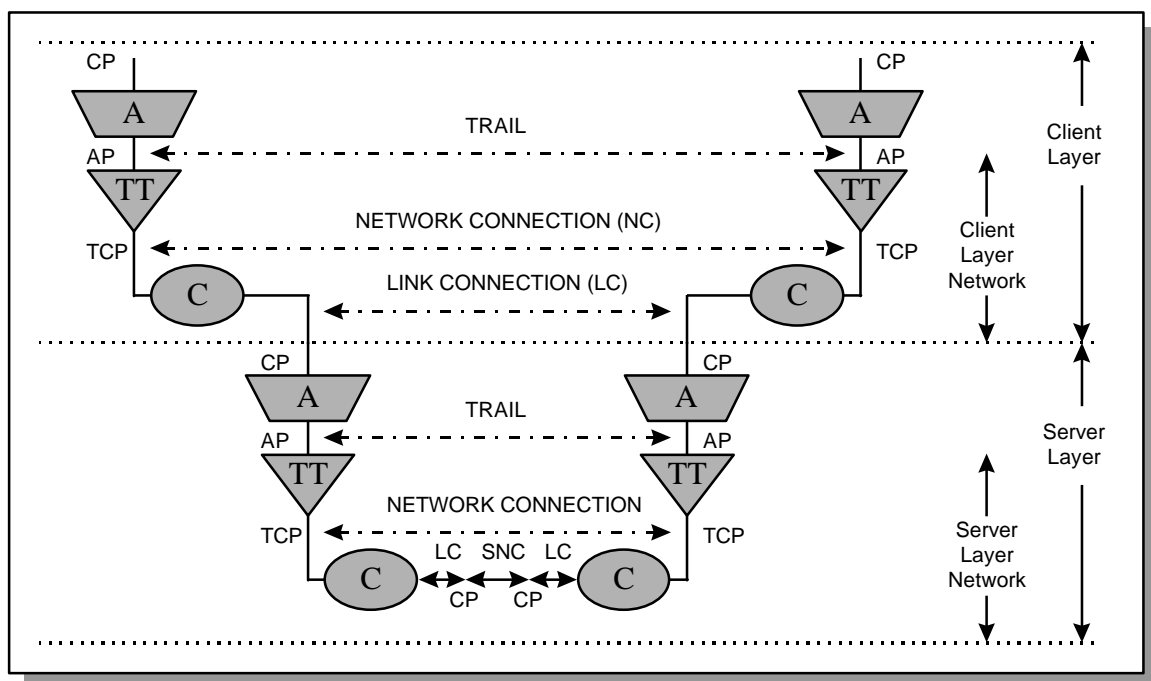 CP CP
A A
TRAIL
Client
Layer
AP AP
TT TT
NETWORK CONNECTION (NC)
Client
Layer
Network
TCP TCP
LINK CONNECTION (LC)
C C
CP CP
A A
TRAIL
Server
Layer
AP AP
TT TT
NETWORK CONNECTION
TCP TCP
Server
Layer
Network
LC SNC LC
C C
CP CP